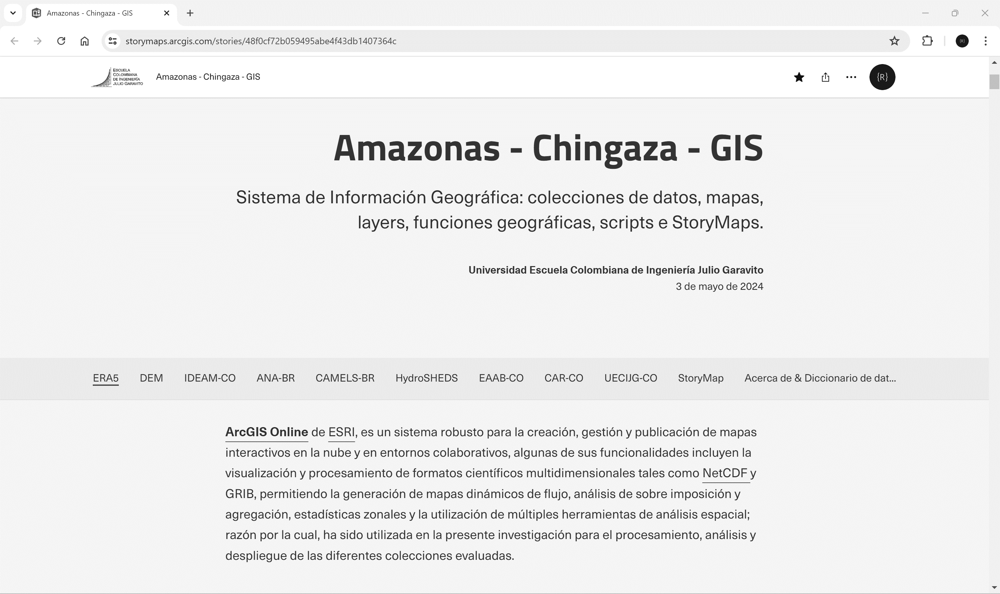 Amazonas - Chingaza - GIS
storymaps.arcgis.com/stories/48f0cf72b059495abe4f43db1407364c
{R}
ESCUELA
COLOMBIANA
DE INGENIERÍA
JULIO GARAVITO
Amazonas - Chingaza - GIS
{R}
Amazonas - Chingaza - GIS
Sistema de Información Geográfica: colecciones de datos, mapas,
layers, funciones geográficas, scripts e StoryMaps.
Universidad Escuela Colombiana de Ingeniería Julio Garavito
3 de mayo de 2024
ERA5 DEM IDEAM-CO ANA-BR CAMELS-BR HydroSHEDS EAAB-CO CAR-CO UECIJG-CO StoryMap Acerca de & Diccionario de dat...
ArcGIS Online de ESRI, es un sistema robusto para la creación, gestión y publicación de mapas
interactivos en la nube y en entornos colaborativos, algunas de sus funcionalidades incluyen la
visualización y procesamiento de formatos científicos multidimensionales tales como NetCDF y
GRIB, permitiendo la generación de mapas dinámicos de flujo, análisis de sobre imposición y
agregación, estadísticas zonales y la utilización de múltiples herramientas de análisis espacial;
razón por la cual, ha sido utilizada en la presente investigación para el procesamiento, análisis y
despliegue de las diferentes colecciones evaluadas.